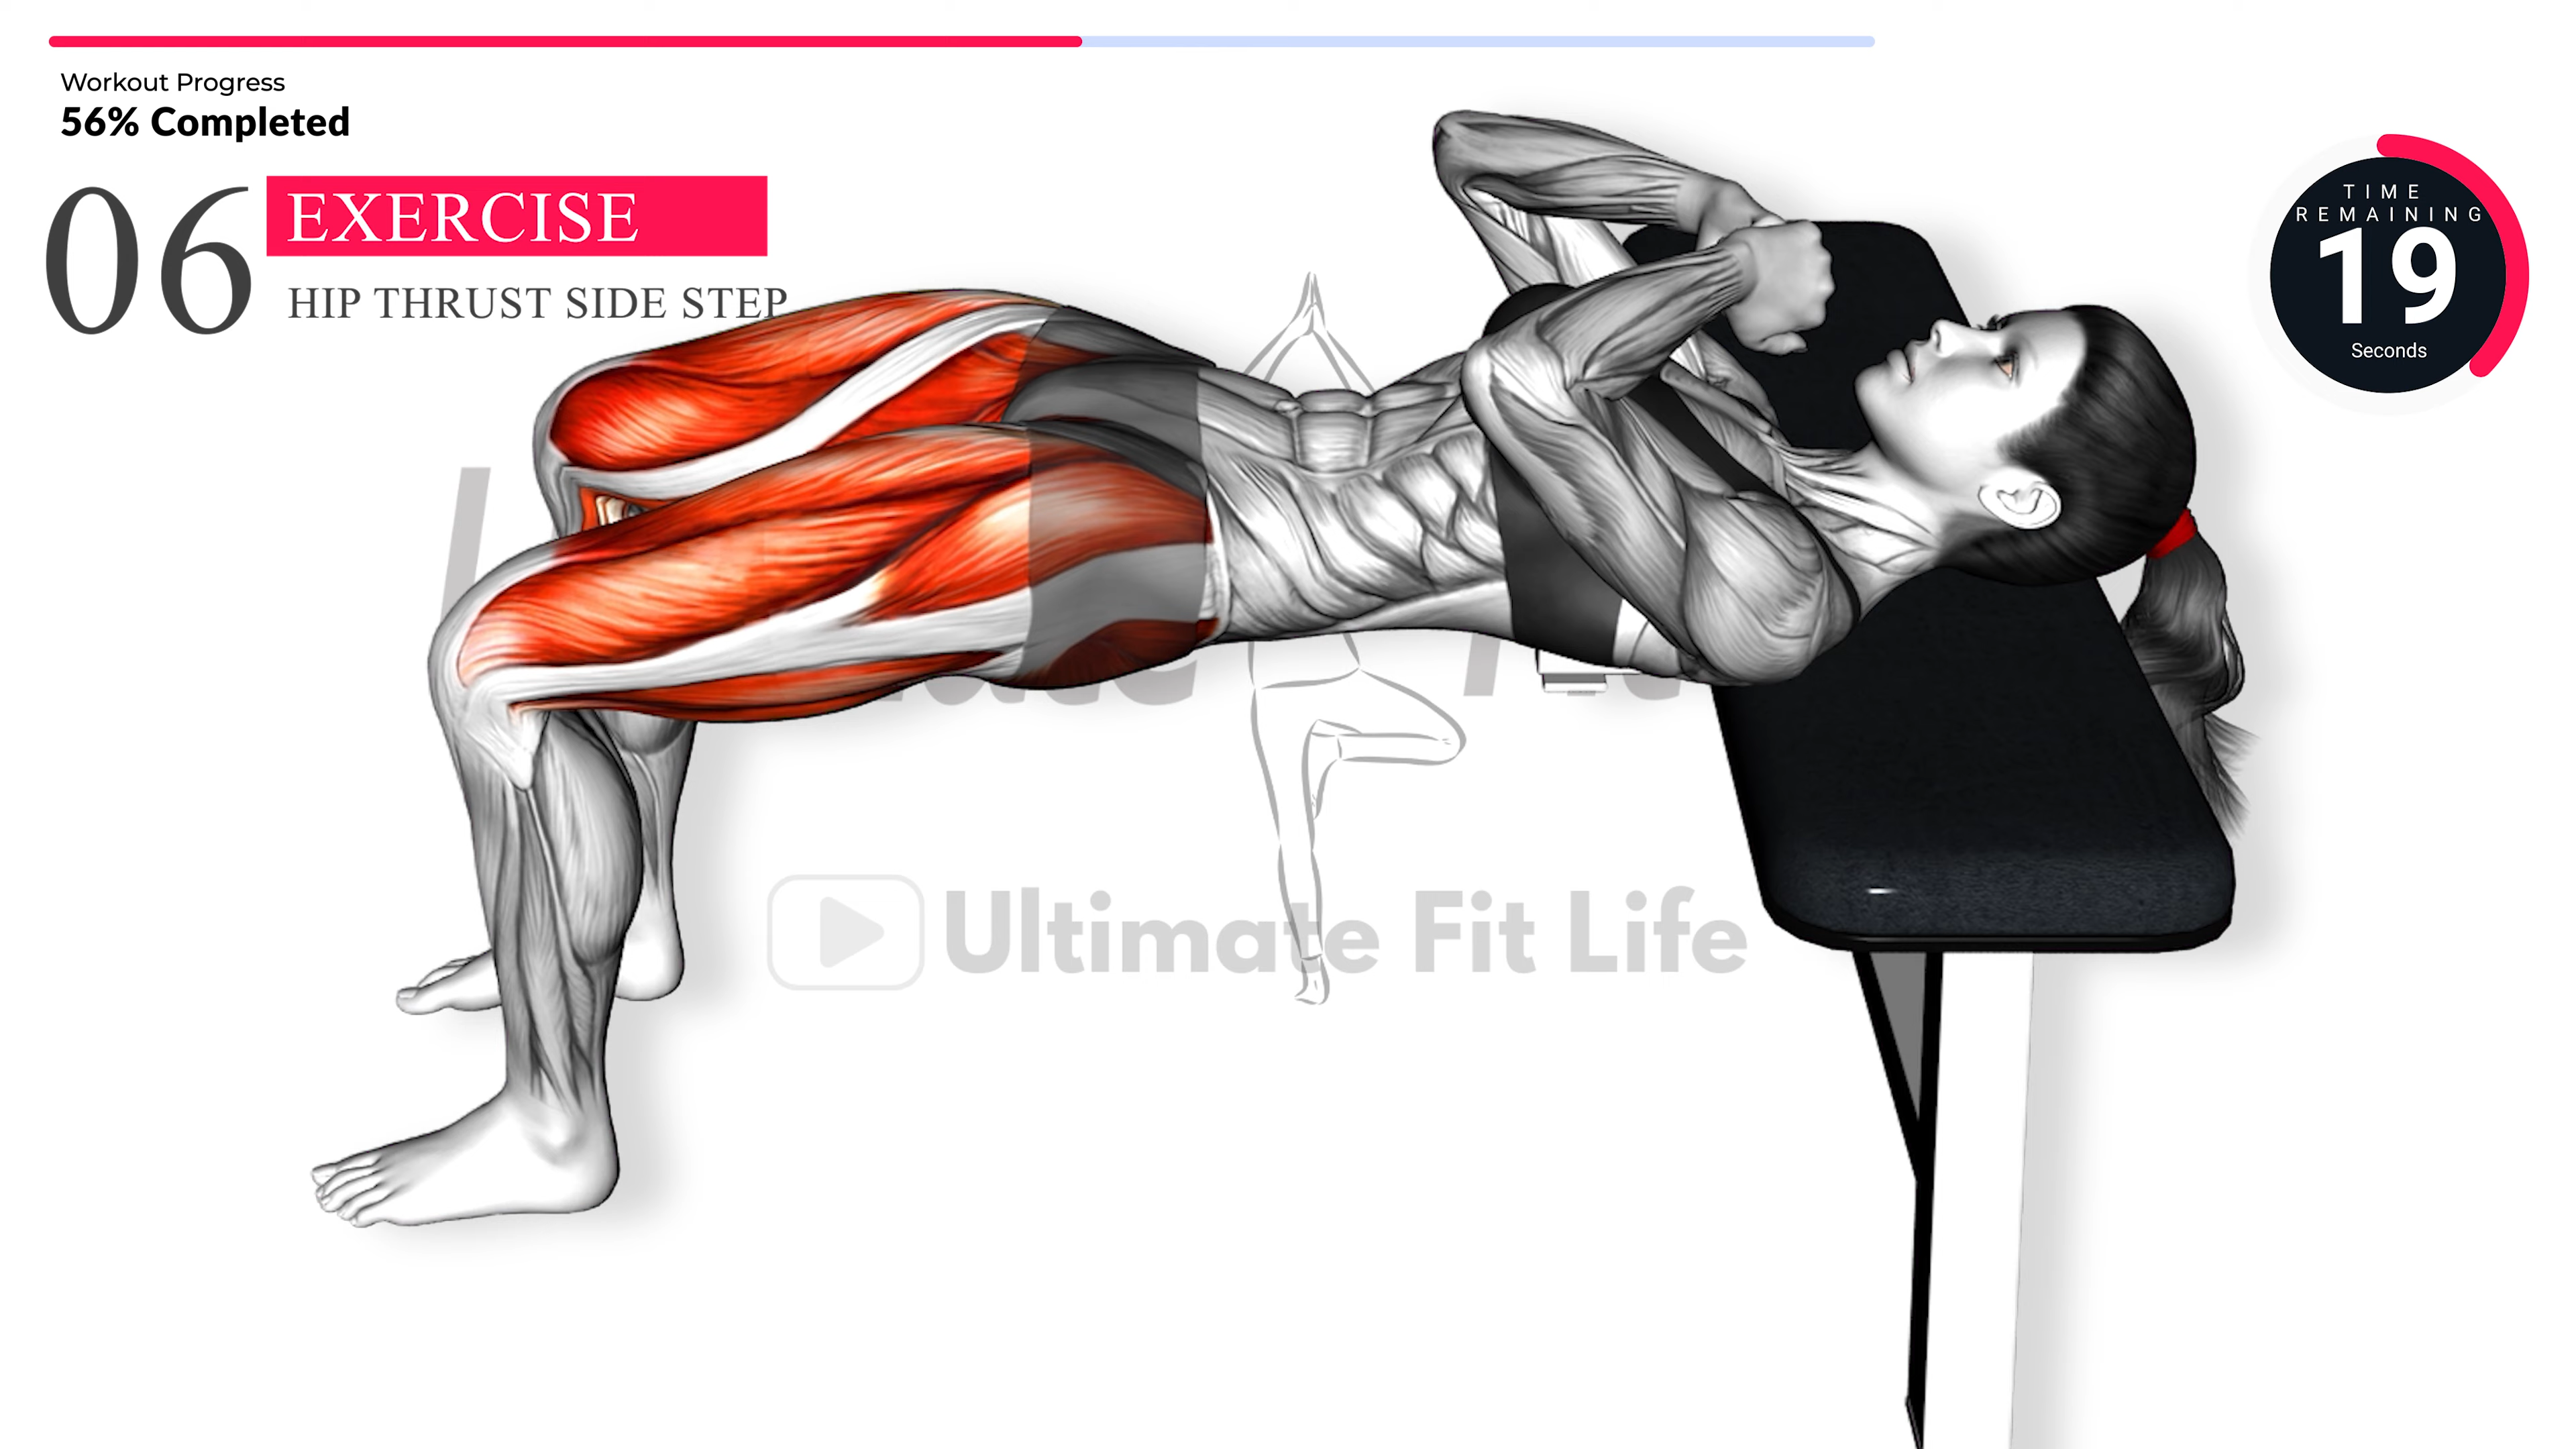 Workout Progress
56% Completed
06
EXERCISE
HIP THRUST SIDE STEP
TIME
REMAINING
19
Seconds
Ultimate Fit Life